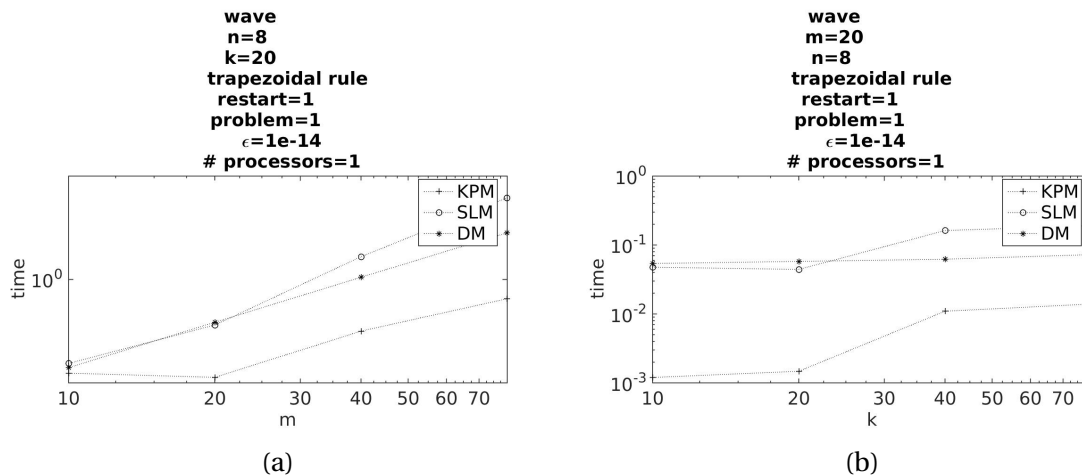 wave
n=8
k=20
trapezoidal rule
restart=1
problem=1
ϵ=1e-14
# processors=1
KPM
SLM
DM
time
10^0
10 20 30 40 50 60 70
m
(a)
wave
m=20
n=8
trapezoidal rule
restart=1
problem=1
ϵ=1e-14
# processors=1
KPM
SLM
DM
time
10^0
10^-1
10^-2
10^-3
10 20 30 40 50 60 70
k
(b)